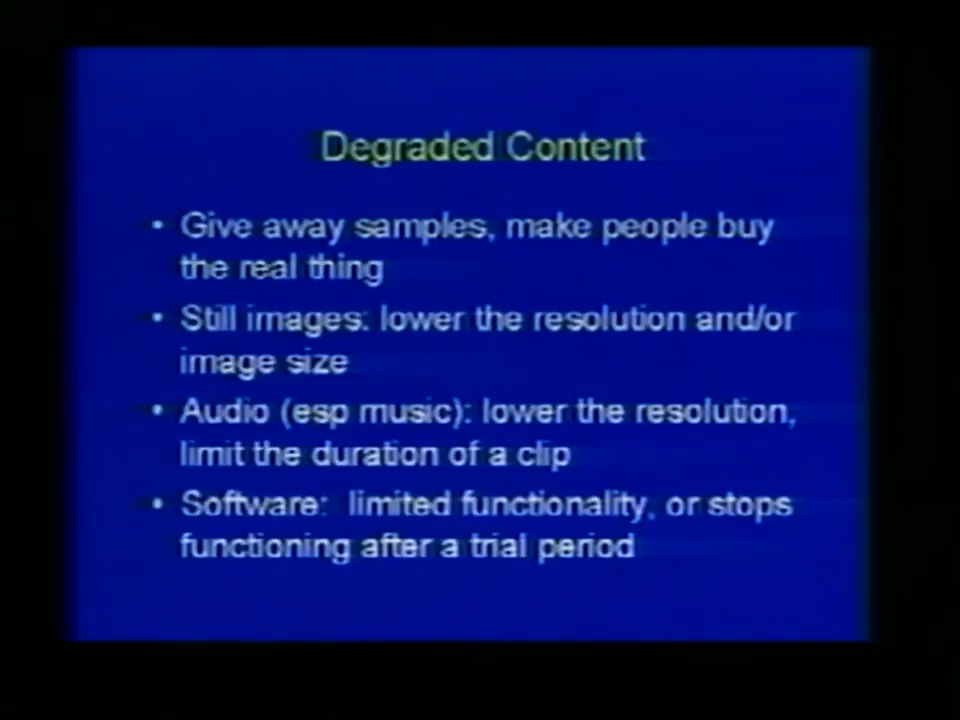 Degraded Content
• Give away samples, make people buy
the real thing
• Still images: lower the resolution and/or
image size
• Audio (esp music): lower the resolution,
limit the duration of a clip
• Software: limited functionality, or stops
functioning after a trial period